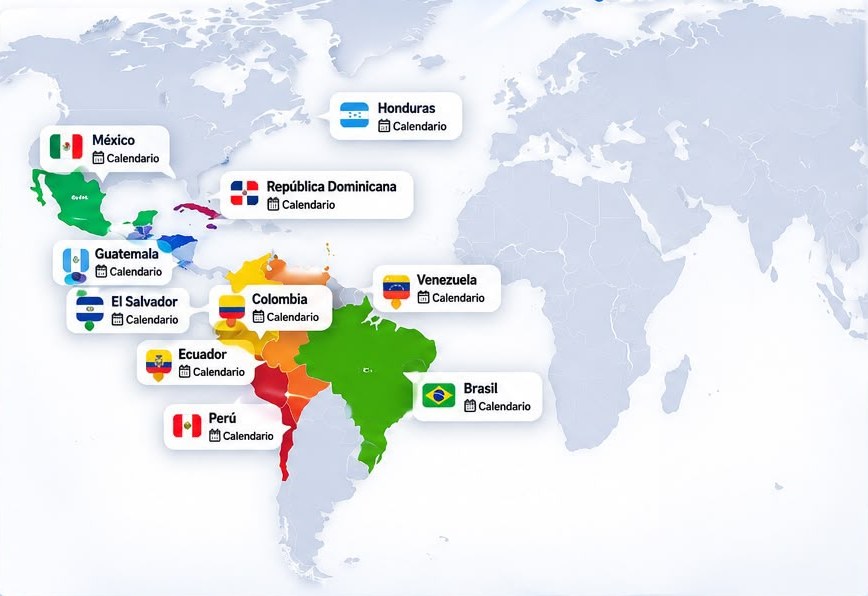 Honduras
Calendario
México
Calendario
República Dominicana
Calendario
Guatemala
Calendario
Venezuela
Calendario
El Salvador
Calendario
Colombia
Calendario
Ecuador
Calendario
Brasil
Calendario
Perú
Calendario